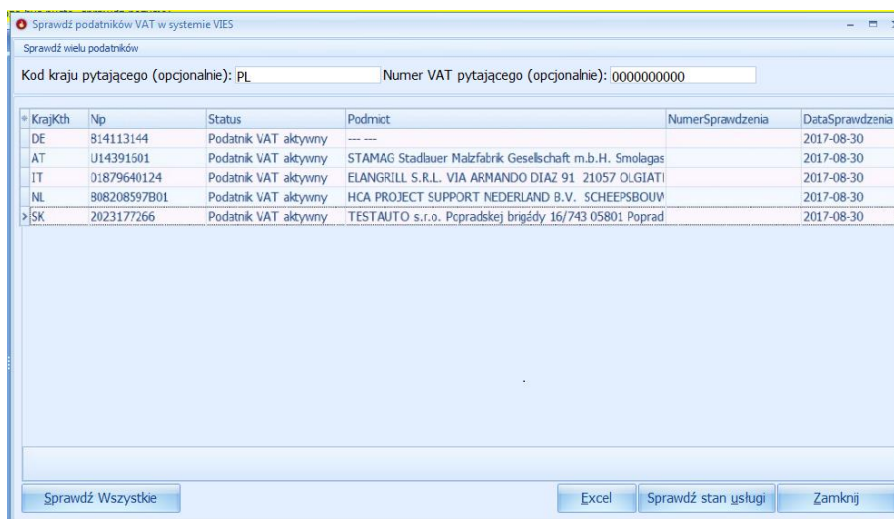 Sprawdź podatników VAT w systemie VIES
Sprawdź wielu podatników
Kod kraju pytającego (opcjonalnie): PL Numer VAT pytającego (opcjonalnie): 0000000000
KrajKth Nip Status Podmiot NumerSprawdzenia DataSprawdzenia
DE 814113144 Podatnik VAT aktywny --- --- 2017-08-30
AT U14391601 Podatnik VAT aktywny STAMAG Stadlauer Malzfabrik Gesellschaft m.b.H. Smolagas 2017-08-30
IT 01879640124 Podatnik VAT aktywny ELANGRILL S.R.L. VIA ARMANDO DIAZ 91 21057 OLGIATI 2017-08-30
NL 808208597B01 Podatnik VAT aktywny HCA PROJECT SUPPORT NEDERLAND B.V. SCHEEPSBOUW 2017-08-30
SK 2023177266 Podatnik VAT aktywny TESTAUTO s.r.o. Popradskej brigády 16/743 05801 Poprad 2017-08-30
Sprawdź Wszystkie Excel Sprawdź stan usługi Zamknij